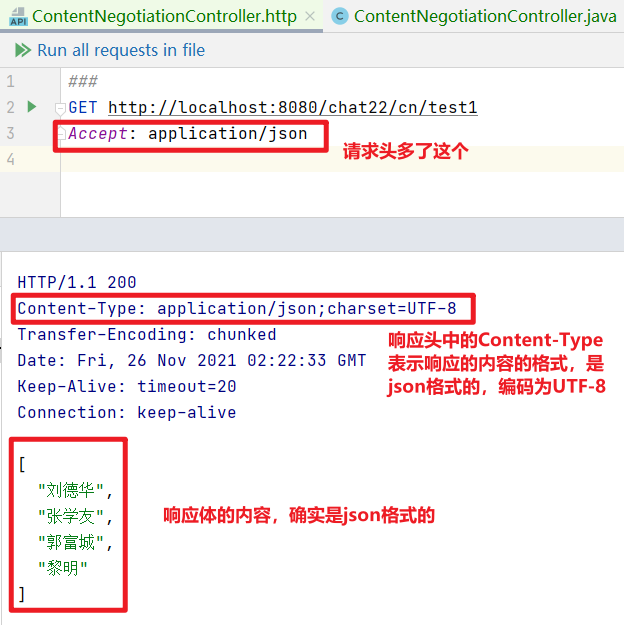 API ContentNegotiationController.http × C ContentNegotiationController.java
Run all requests in file
1 ###
2 GET http://localhost:8080/chat22/cn/test1
3 Accept: application/json
请求头多了这个
4
HTTP/1.1 200
Content-Type: application/json;charset=UTF-8
Transfer-Encoding: chunked
Date: Fri, 26 Nov 2021 02:22:33 GMT
Keep-Alive: timeout=20
Connection: keep-alive
响应头中的Content-Type
表示响应的内容的格式，是
json格式的，编码为UTF-8
[
"刘德华",
"张学友",
"郭富城",
"黎明"
]
响应体的内容，确实是json格式的